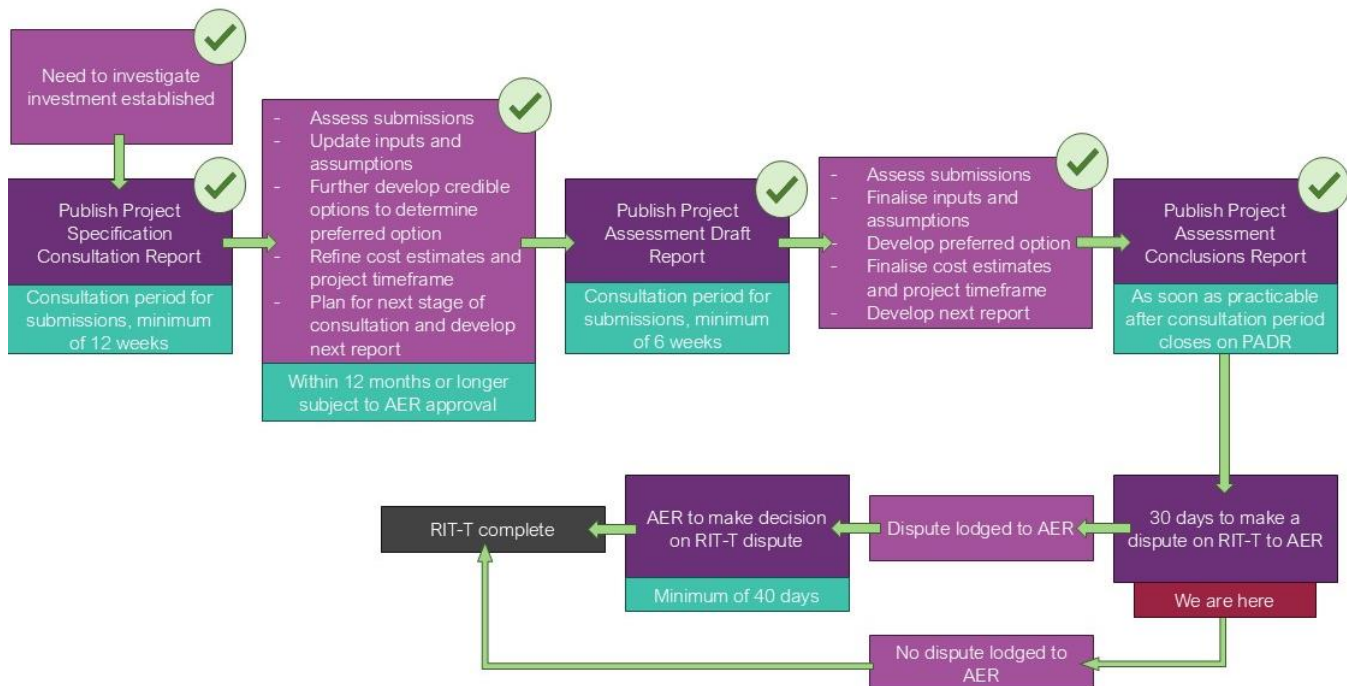 Need to investigate
investment established
Publish Project
Specification
Consultation Report
Consultation period for
submissions, minimum
of 12 weeks
- Assess submissions
- Update inputs and
assumptions
- Further develop credible
options to determine
preferred option
- Refine cost estimates and
project timeframe
- Plan for next stage of
consultation and develop
next report
Within 12 months or longer
subject to AER approval
Publish Project
Assessment Draft
Report
Consultation period for
submissions, minimum
of 6 weeks
- Assess submissions
- Finalise inputs and
assumptions
- Develop preferred option
- Finalise cost estimates
and project timeframe
- Develop next report
Publish Project
Assessment
Conclusions Report
As soon as practicable
after consultation period
closes on PADR
30 days to make a
dispute on RIT-T to AER
We are here
Dispute lodged to AER
AER to make decision
on RIT-T dispute
Minimum of 40 days
RIT-T complete
No dispute lodged to
AER